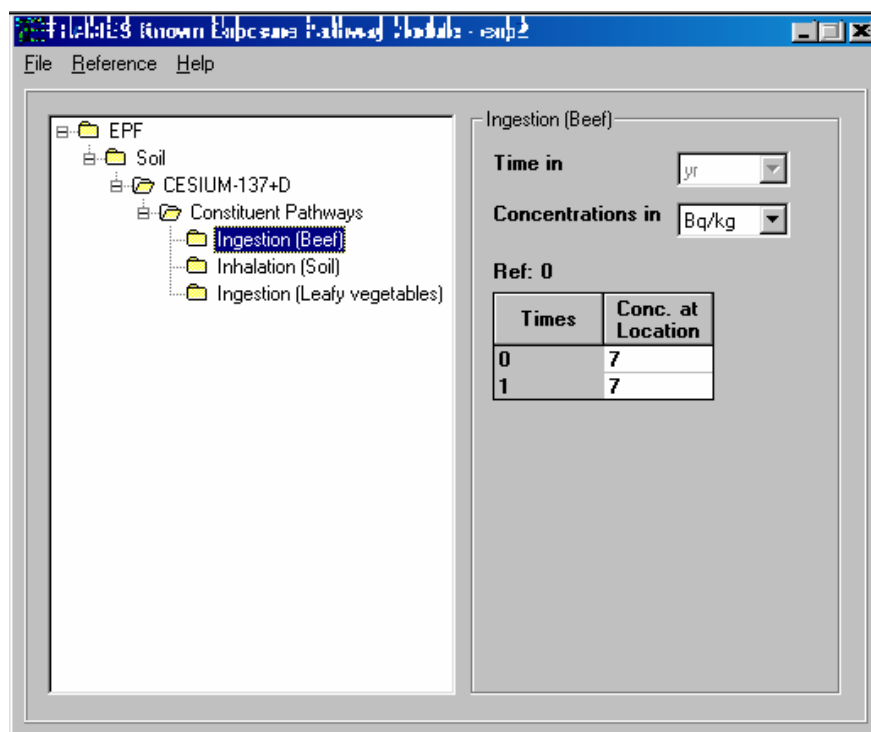 Known Exposure Pathway Module - exp2
File Reference Help
EPF
Soil
CESIUM-137+D
Constituent Pathways
Ingestion (Beef)
Inhalation (Soil)
Ingestion (Leafy vegetables)
Ingestion (Beef)
Time in yr
Concentrations in Bq/kg
Ref: 0
Times Conc. at Location
0 7
1 7